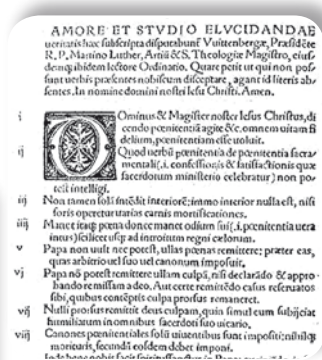 AMORE ET STVDIO ELVCIDANDAE
ueritatis hæc subscripta disputabunť Vuittenbergæ, Præsidēte
R. P. Martino Luther, Artiū & S. Theologiæ Magistro, eius-
demq; ibidem lectore Ordinario. Quare petit ut qui non pos-
sunt uerbis præsentes nobiscum disceptare, agant id literis ab-
sentes. In nomine domini nostri Iesu Christi. Amen.
i
OOminus & Magister noster Iesus Christus, di
cendo pœnitentiā agite &c. omnem uitam fi
delium, pœnitentiam esse uoluit.
ij
Quod uerbū pœnitentia de pœnitentia sacra
mentali (.i. confessionis & satisfactionis quæ
sacerdotum ministerio celebratur) non po-
test intelligi.
iij Non tamen solā intēdit interiorē: immo interior nulla est, nisi
foris operetur uarias carnis mortificationes.
iiij Manet itaq; pœna donec manet odium sui (.i. pœnitentia uera
intus) scilicet usq; ad introitum regni cælorum.
v Papa non uult nec potest, ullas pœnas remittere; præter eas,
quas arbitrio uel suo uel canonum imposuit.
vj Papa nō potest remittere ullam culpā, nisi declarādo & appro-
bando remissam a deo. Aut certe remittēdo casus reseruatos
sibi, quibus contēptis culpa prorsus remaneret.
vij Nulli prorsus remittit deus culpam, quin simul eum subijciat
humiliatum in omnibus sacerdoti suo uicario.
viij Canones pœnitentiales solū uiuentibus sunt impositi; nihilq;
morituris, secundū eosdem debet imponi.